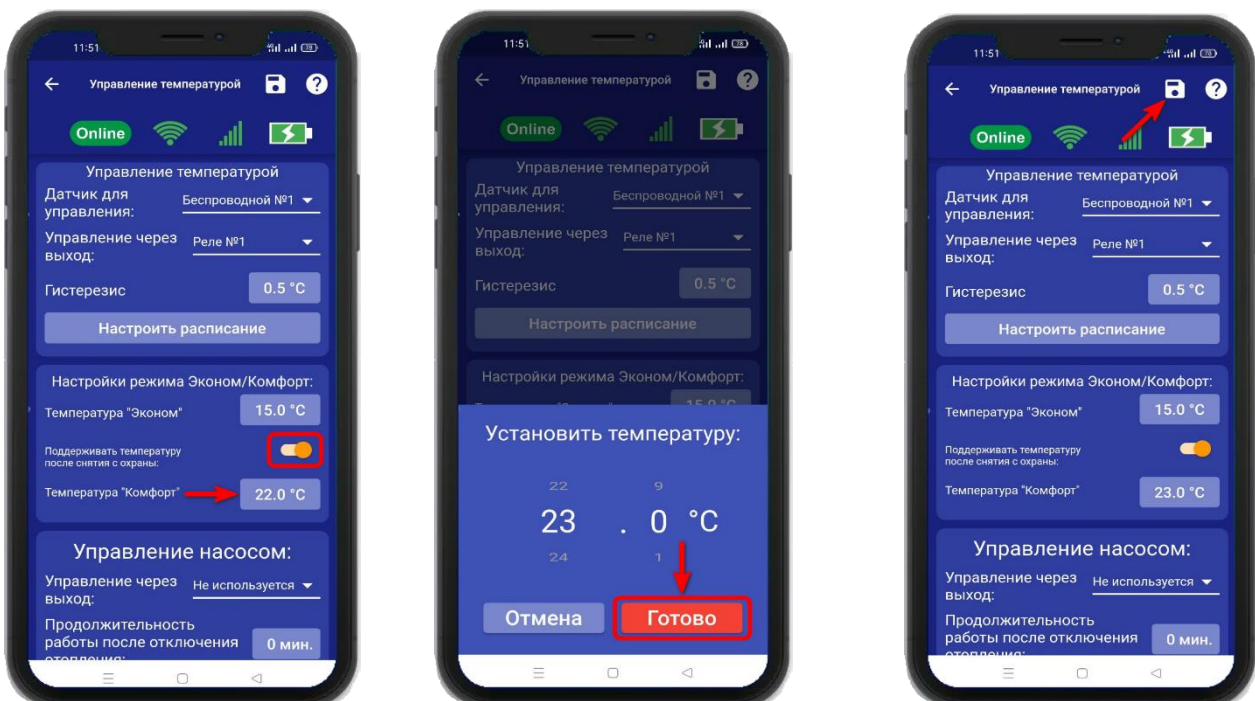 11:51
Управление температурой
Online
Управление температурой
Датчик для
управления:
Беспроводной №1
Управление через
выход:
Реле №1
Гистерезис
0.5 °C
Настроить расписание
Настройки режима Эконом/Комфорт:
Температура "Эконом"
15.0 °C
Поддерживать температуру
после снятия с охраны:
Температура "Комфорт"
22.0 °C
Управление насосом:
Управление через
выход:
Не используется
Продолжительность
работы после отключения
отопления:
0 мин.
11:51
Управление температурой
Online
Управление температурой
Датчик для
управления:
Беспроводной №1
Управление через
выход:
Реле №1
Гистерезис
0.5 °C
Настроить расписание
Настройки режима Эконом/Комфорт:
15.0 °C
Установить температуру:
22 9
23 . 0 °C
24 1
Отмена
Готово
11:51
Управление температурой
Online
Управление температурой
Датчик для
управления:
Беспроводной №1
Управление через
выход:
Реле №1
Гистерезис
0.5 °C
Настроить расписание
Настройки режима Эконом/Комфорт:
Температура "Эконом"
15.0 °C
Поддерживать температуру
после снятия с охраны:
Температура "Комфорт"
23.0 °C
Управление насосом:
Управление через
выход:
Не используется
Продолжительность
работы после отключения
отопления:
0 мин.